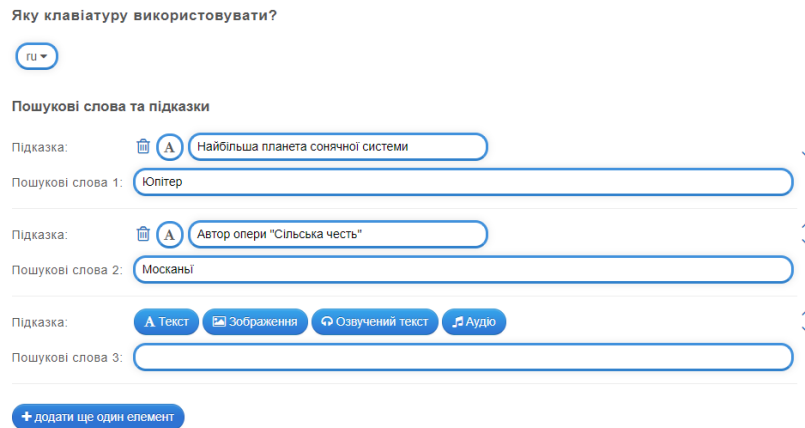 Яку клавіатуру використовувати?
ru
Пошукові слова та підказки
Підказка: A Найбільша планета сонячної системи
Пошукові слова 1: Юпітер
Підказка: A Автор опери "Сільська честь"
Пошукові слова 2: Москаньї
Підказка: A Текст Зображення Озвучений текст Аудіо
Пошукові слова 3:
+ додати ще один елемент